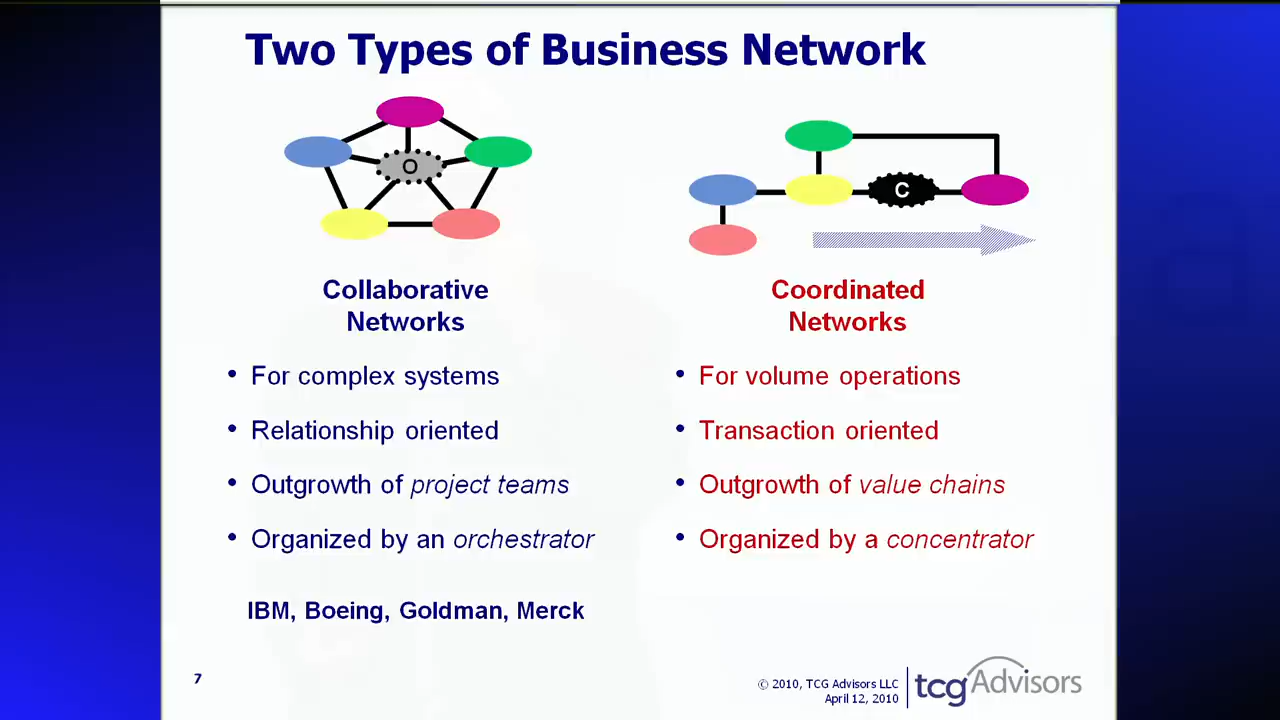 Two Types of Business Network
O
C
Collaborative
Networks
• For complex systems
• Relationship oriented
• Outgrowth of project teams
• Organized by an orchestrator
IBM, Boeing, Goldman, Merck
Coordinated
Networks
• For volume operations
• Transaction oriented
• Outgrowth of value chains
• Organized by a concentrator
7
© 2010, TCG Advisors LLC
April 12, 2010
tcgAdvisors